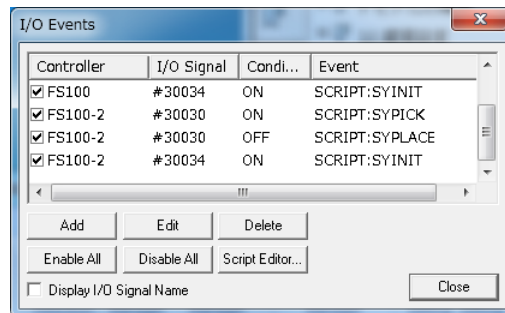 I/O Events
Controller I/O Signal Condi... Event
FS100 #30034 ON SCRIPT:SYINIT
FS100-2 #30030 ON SCRIPT:SYPICK
FS100-2 #30030 OFF SCRIPT:SYPLACE
FS100-2 #30034 ON SCRIPT:SYINIT
Add Edit Delete
Enable All Disable All Script Editor...
Display I/O Signal Name Close